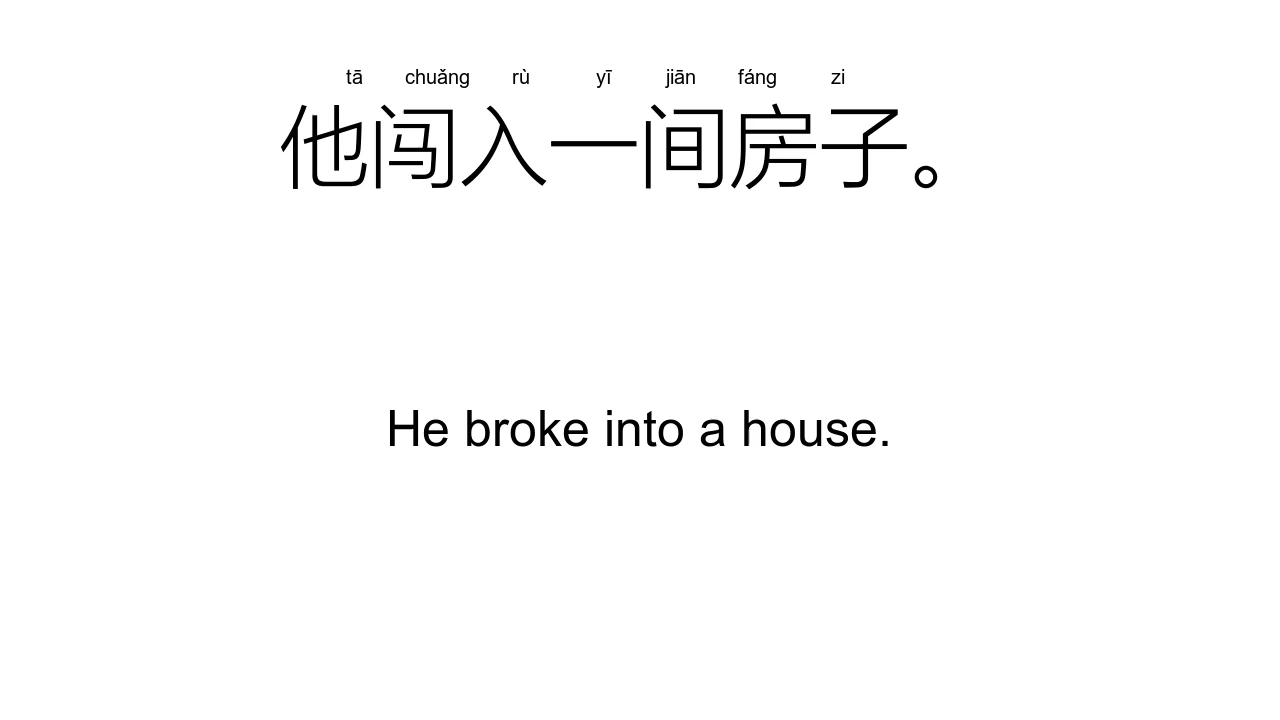 tā chuǎng rù yī jiān fáng zi
他闯入一间房子。
He broke into a house.